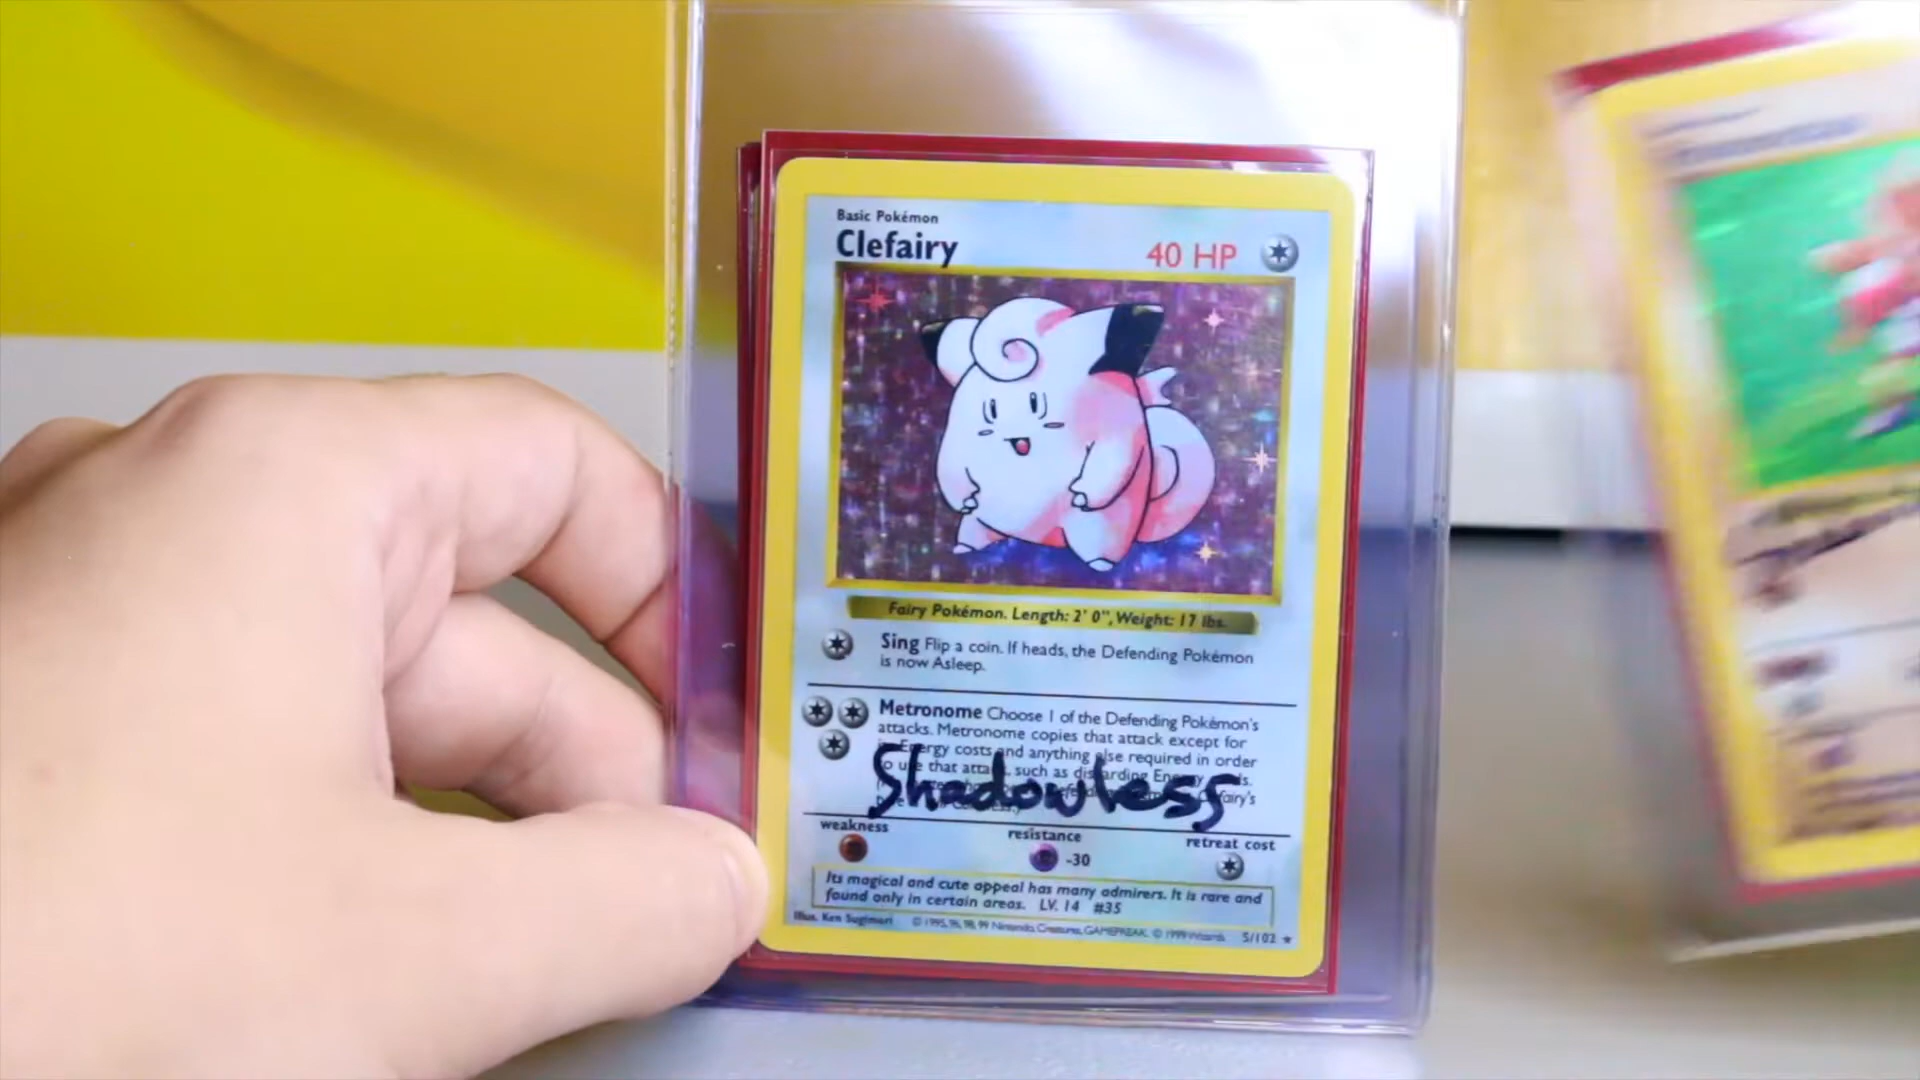 Basic Pokémon
Clefairy
40 HP
Fairy Pokémon. Length: 2' 0", Weight: 17 lbs.
Sing Flip a coin. If heads, the Defending Pokémon
is now Asleep.
Metronome Choose 1 of the Defending Pokémon's
attacks. Metronome copies that attack except for
Energy costs and anything else required in order
to use that such as discarding
Shadowless
weakness
resistance
retreat cost
-30
Its magical and cute appeal has many admirers. It is rare and
found only in certain areas. LV. 14 #35
Illus. Ken Sugimori
© 1995, 96, 98, 99 Nintendo, Creatures, GAMEFREAK. © 1999 Wizards.
5/102